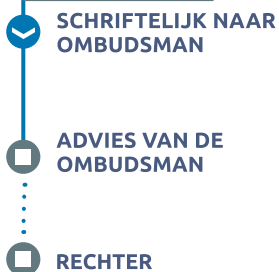 SCHRIFTELIJK NAAR
OMBUDSMAN
ADVIES VAN DE
OMBUDSMAN
RECHTER